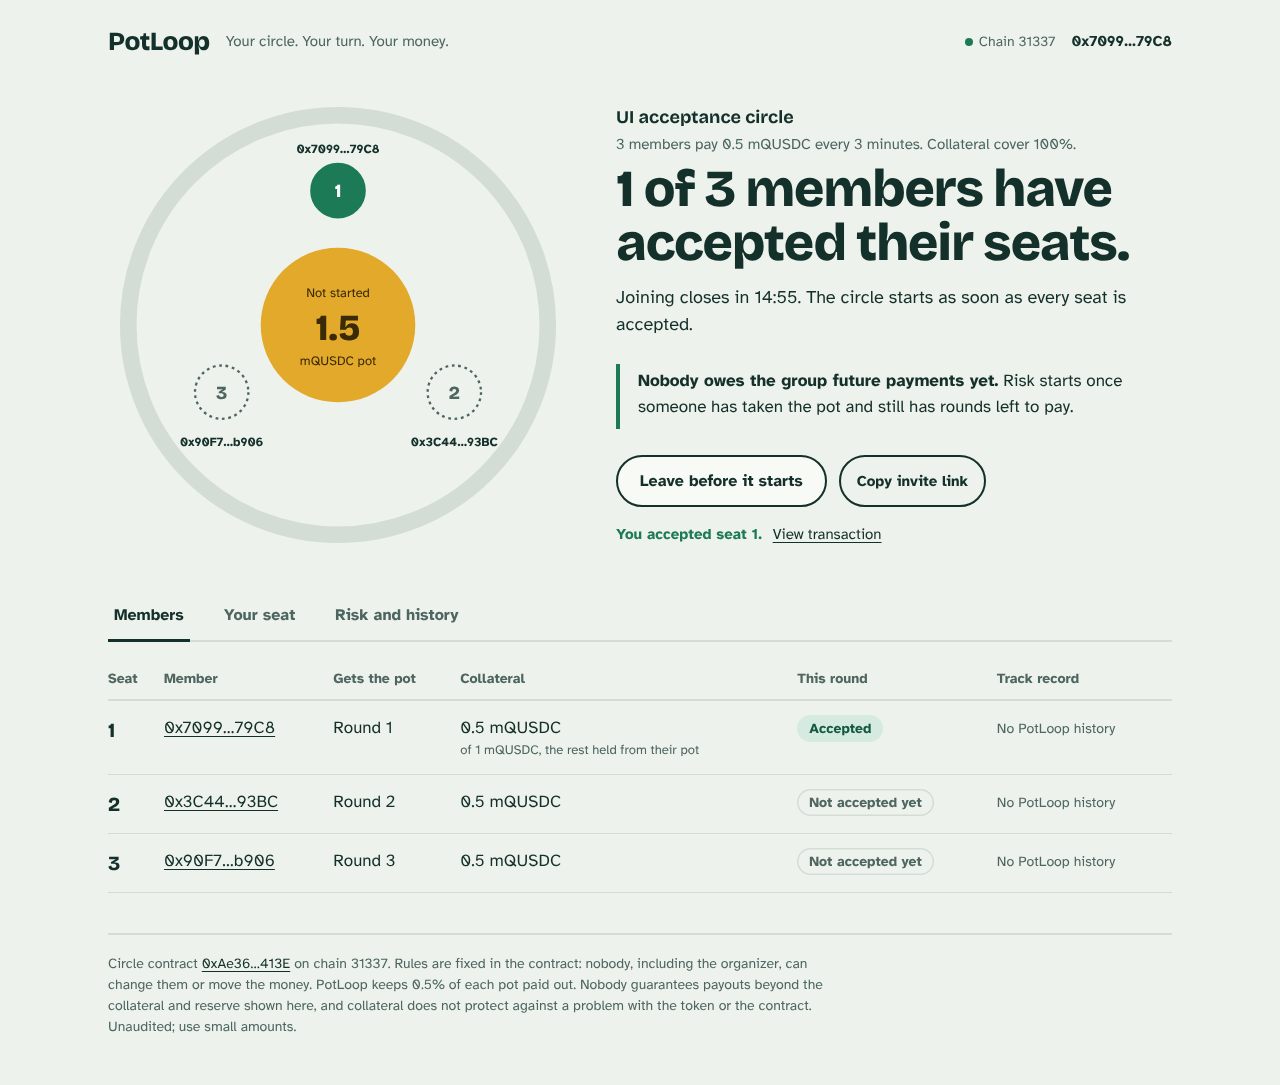 PotLoop Your circle. Your turn. Your money.
Chain 31337 0x7099…79C8
0x7099…79C8
1
Not started
1.5
mQUSDC pot
3
2
0x90F7…b906
0x3C44…93BC
UI acceptance circle
3 members pay 0.5 mQUSDC every 3 minutes. Collateral cover 100%.
1 of 3 members have
accepted their seats.
Joining closes in 14:55. The circle starts as soon as every seat is
accepted.
Nobody owes the group future payments yet. Risk starts once
someone has taken the pot and still has rounds left to pay.
Leave before it starts Copy invite link
You accepted seat 1. View transaction
Members Your seat Risk and history
Seat Member Gets the pot Collateral This round Track record
1 0x7099…79C8 Round 1 0.5 mQUSDC Accepted No PotLoop history
of 1 mQUSDC, the rest held from their pot
2 0x3C44…93BC Round 2 0.5 mQUSDC Not accepted yet No PotLoop history
3 0x90F7…b906 Round 3 0.5 mQUSDC Not accepted yet No PotLoop history
Circle contract 0xAe36…413E on chain 31337. Rules are fixed in the contract: nobody, including the organizer, can
change them or move the money. PotLoop keeps 0.5% of each pot paid out. Nobody guarantees payouts beyond the
collateral and reserve shown here, and collateral does not protect against a problem with the token or the contract.
Unaudited; use small amounts.